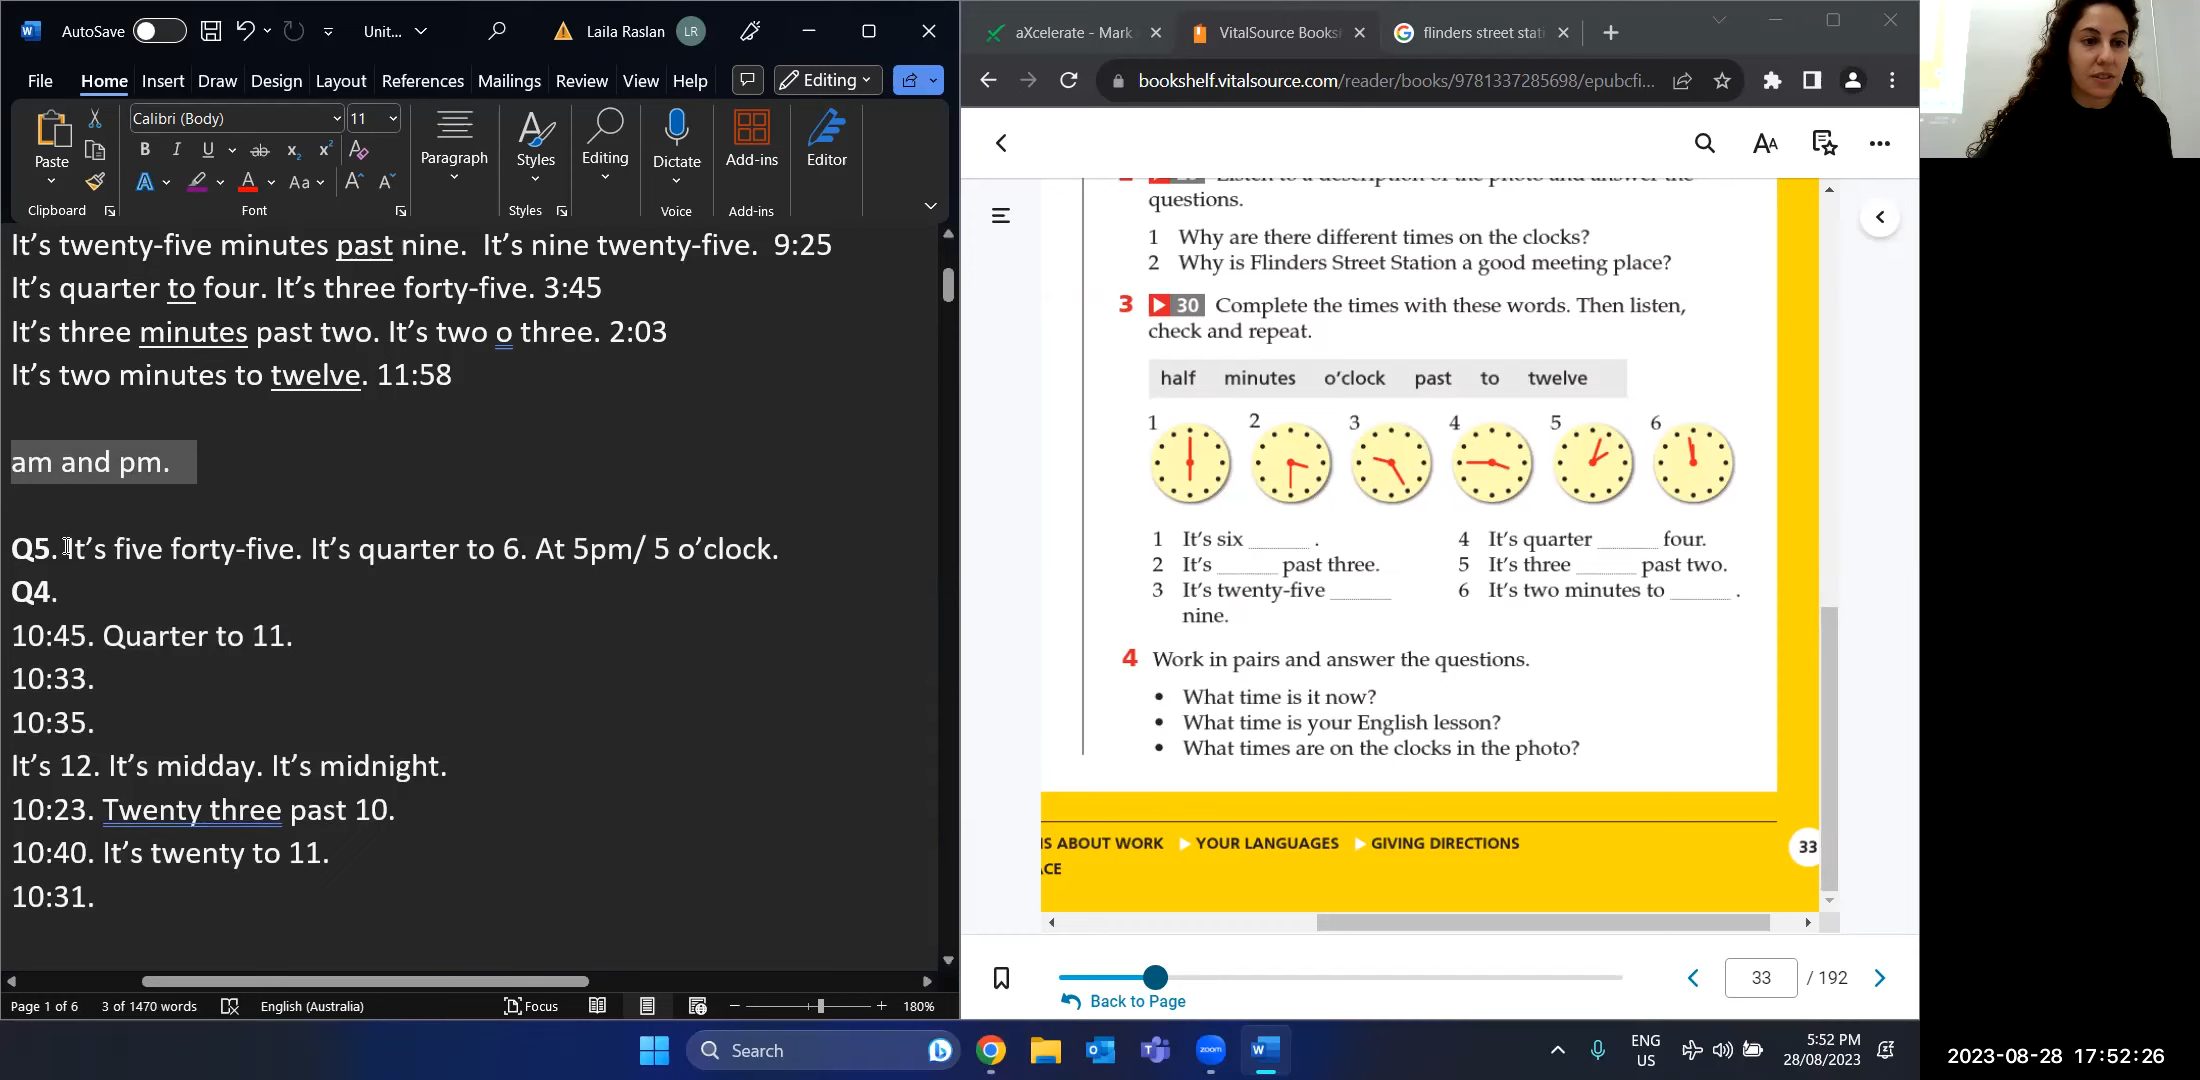 AutoSave
Unit...
Laila Raslan
LR
File Home Insert Draw Design Layout References Mailings Review View Help
Editing
Calibri (Body)
11
Paste
Paragraph
Styles
Editing
Dictate
Add-ins
Editor
Clipboard
Font
Styles
Voice
Add-ins
It's twenty-five minutes past nine. It's nine twenty-five. 9:25
It's quarter to four. It's three forty-five. 3:45
It's three minutes past two. It's two o three. 2:03
It's two minutes to twelve. 11:58
am and pm.
Q5. It's five forty-five. It's quarter to 6. At 5pm/ 5 o'clock.
Q4.
10:45. Quarter to 11.
10:33.
10:35.
It's 12. It's midday. It's midnight.
10:23. Twenty three past 10.
10:40. It's twenty to 11.
10:31.
Page 1 of 6
3 of 1470 words
English (Australia)
Focus
180%
aXcelerate - Mark
VitalSource Books
flinders street stati
bookshelf.vitalsource.com/reader/books/9781337285698/epubcfi...
questions.
1 Why are there different times on the clocks?
2 Why is Flinders Street Station a good meeting place?
3 30 Complete the times with these words. Then listen,
check and repeat.
half minutes o'clock past to twelve
1 2 3 4 5 6
1 It's six ______ .
2 It's ______ past three.
3 It's twenty-five ______
nine.
4 It's quarter ______ four.
5 It's three ______ past two.
6 It's two minutes to ______ .
4 Work in pairs and answer the questions.
• What time is it now?
• What time is your English lesson?
• What times are on the clocks in the photo?
ABOUT WORK ▶ YOUR LANGUAGES ▶ GIVING DIRECTIONS
33
33 / 192
Back to Page
Search
zoom
ENG
US
5:52 PM
28/08/2023
2023-08-28 17:52:26